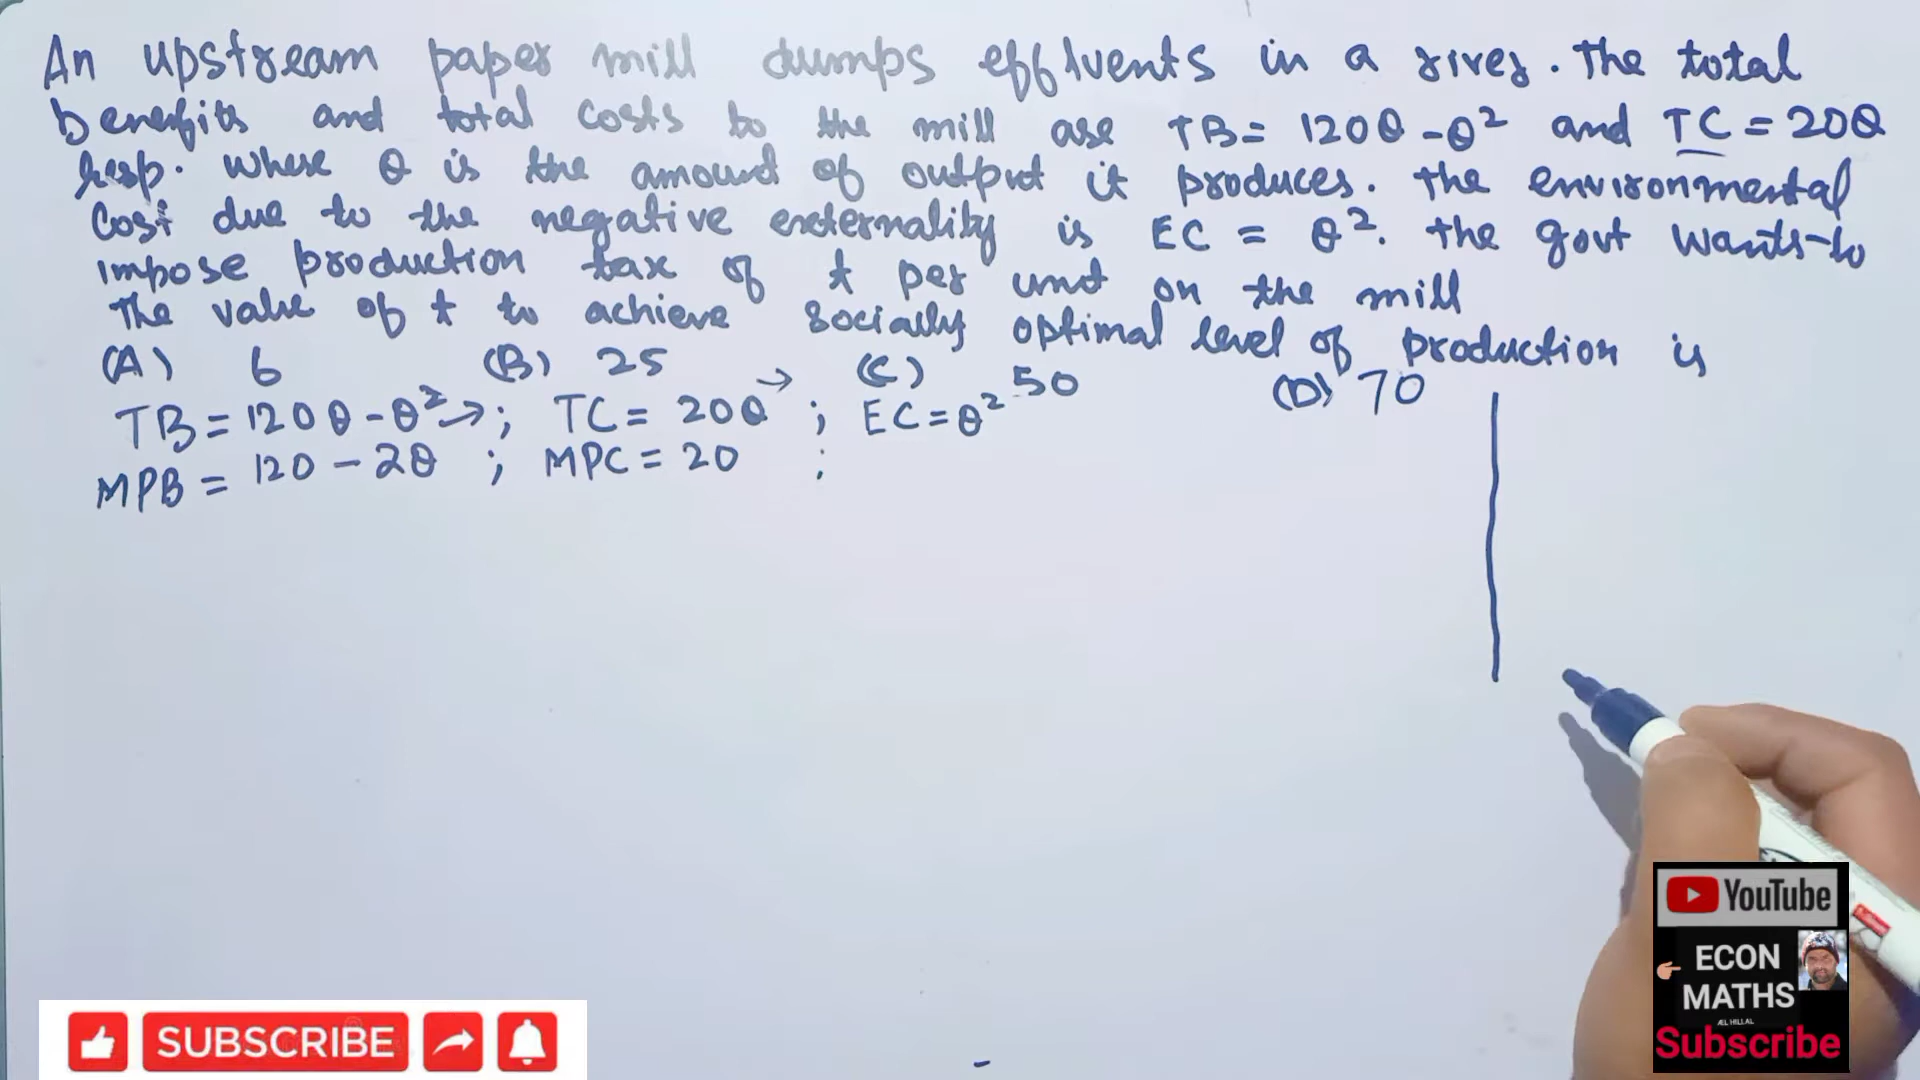 An upstream paper mill dumps effluents in a river. The total
benefits and total costs to the mill are TB = 120Q - Q² and TC = 20Q
resp. where Q is the amount of output it produces. The environmental
Cost due to the negative externality is EC = Q². The govt wants to
impose production tax of t per unit on the mill
The value of t to achieve socially optimal level of production is
(A) 6 (B) 25 (C) 50 (D) 70
TB = 120Q - Q² → ; TC = 20Q → ; EC = Q²
MPB = 120 - 2Q ; MPC = 20 ;
YouTube
ECON
MATHS
ÆL HILLAL
Subscribe
SUBSCRIBE